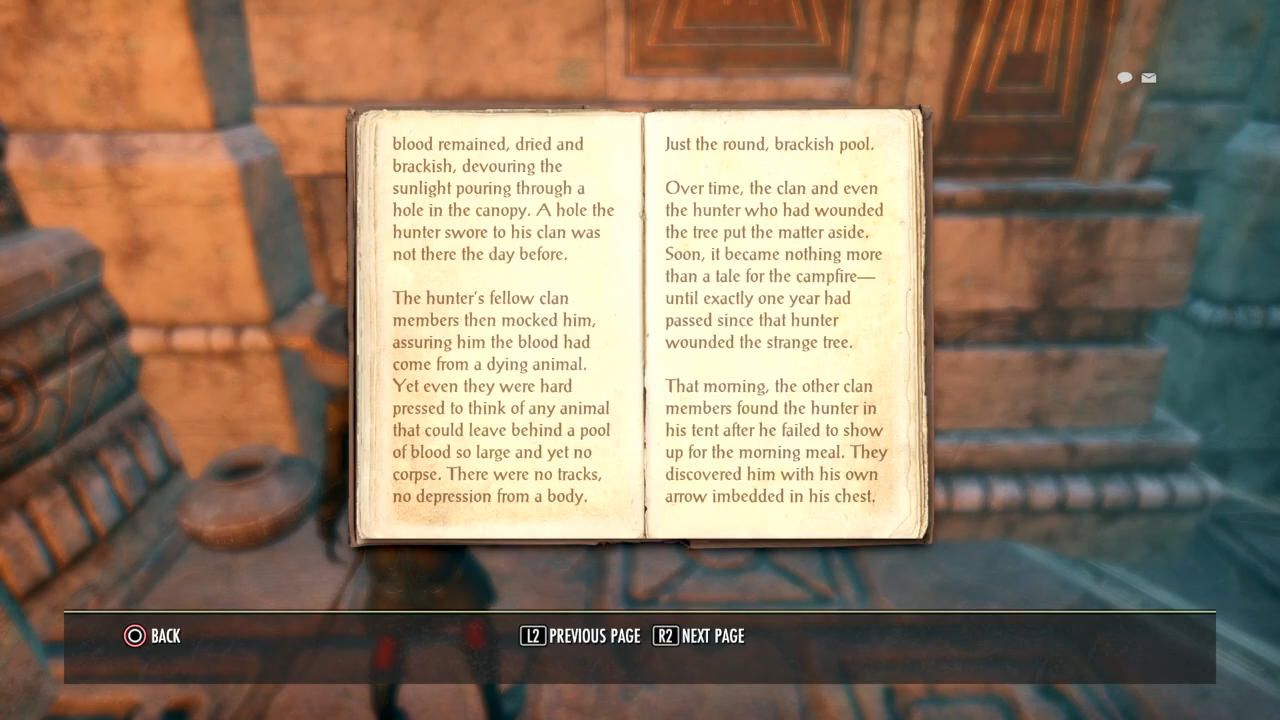 blood remained, dried and
brackish, devouring the
sunlight pouring through a
hole in the canopy. A hole the
hunter swore to his clan was
not there the day before.
The hunter's fellow clan
members then mocked him,
assuring him the blood had
come from a dying animal.
Yet even they were hard
pressed to think of any animal
that could leave behind a pool
of blood so large and yet no
corpse. There were no tracks,
no depression from a body.
Just the round, brackish pool.
Over time, the clan and even
the hunter who had wounded
the tree put the matter aside.
Soon, it became nothing more
than a tale for the campfire—
until exactly one year had
passed since that hunter
wounded the strange tree.
That morning, the other clan
members found the hunter in
his tent after he failed to show
up for the morning meal. They
discovered him with his own
arrow imbedded in his chest,
BACK
L2 PREVIOUS PAGE R2 NEXT PAGE